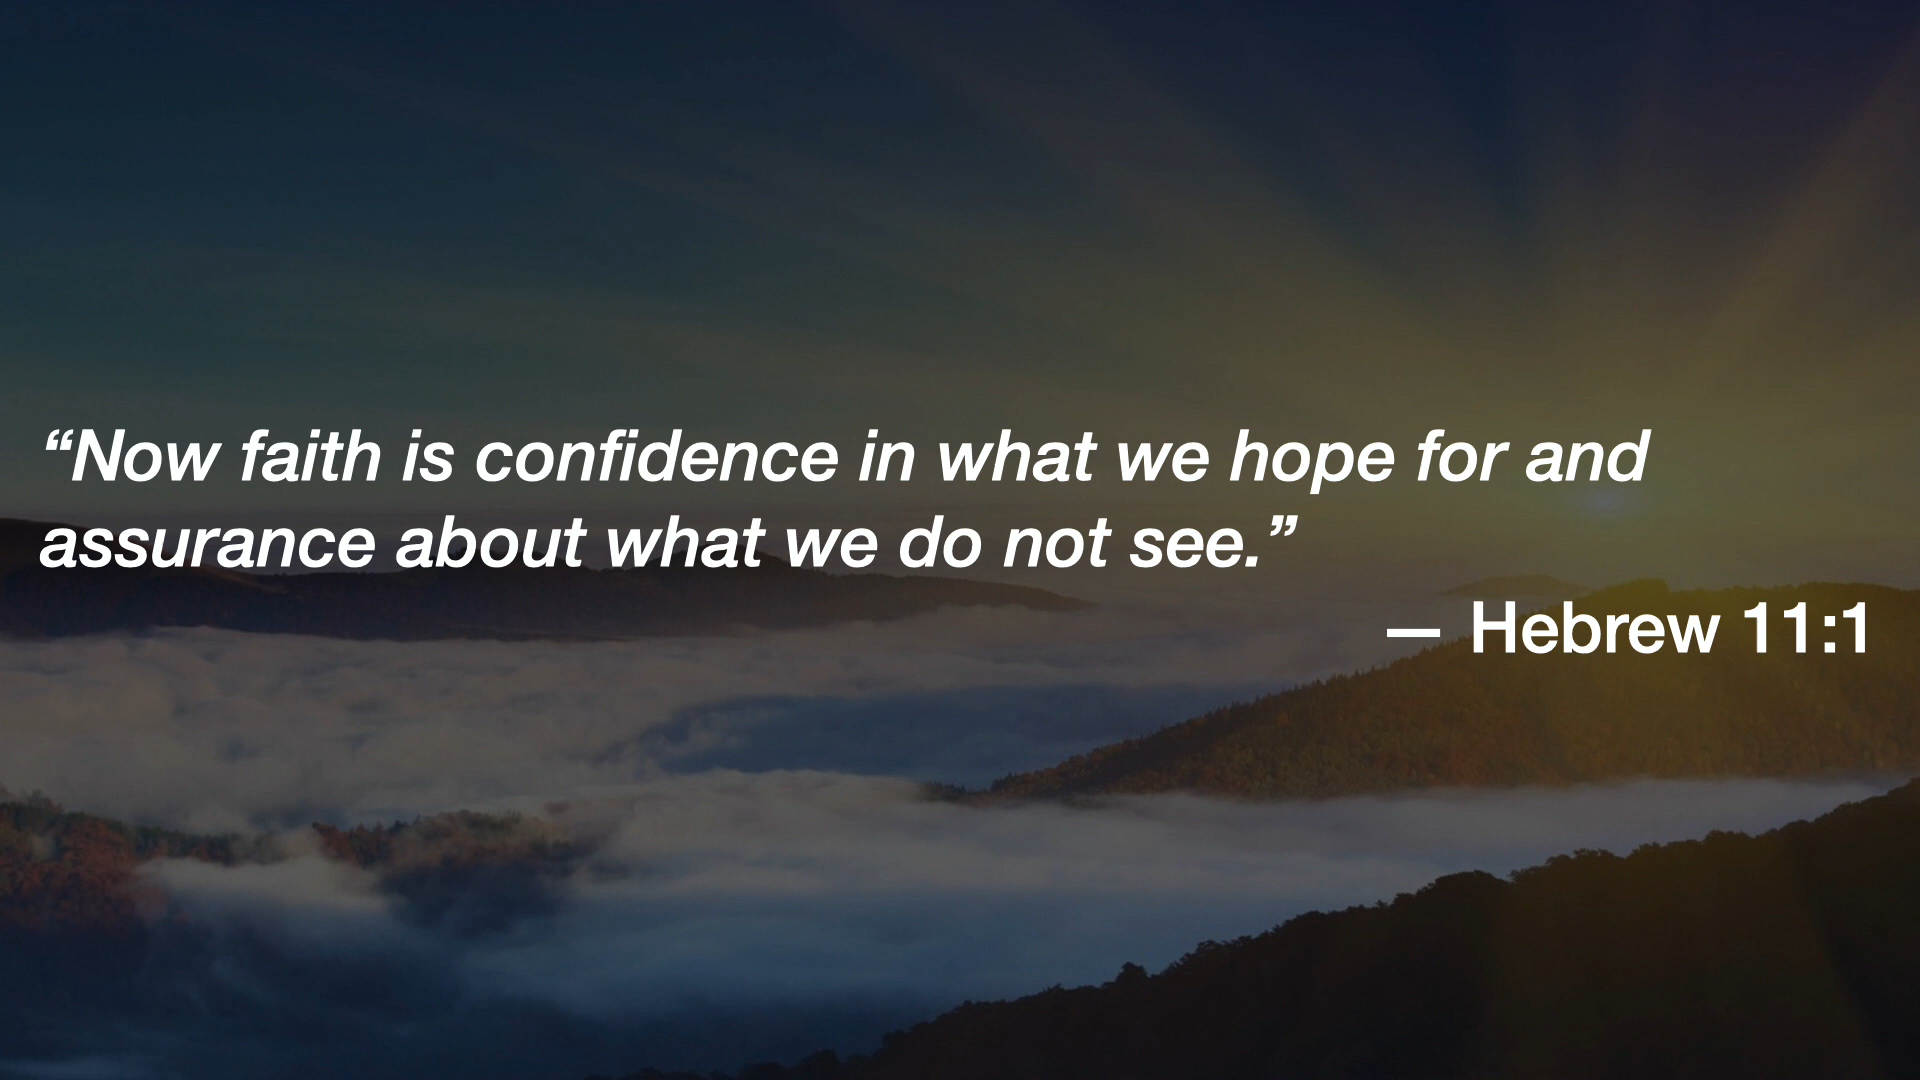 “Now faith is confidence in what we hope for and
assurance about what we do not see.”
— Hebrew 11:1